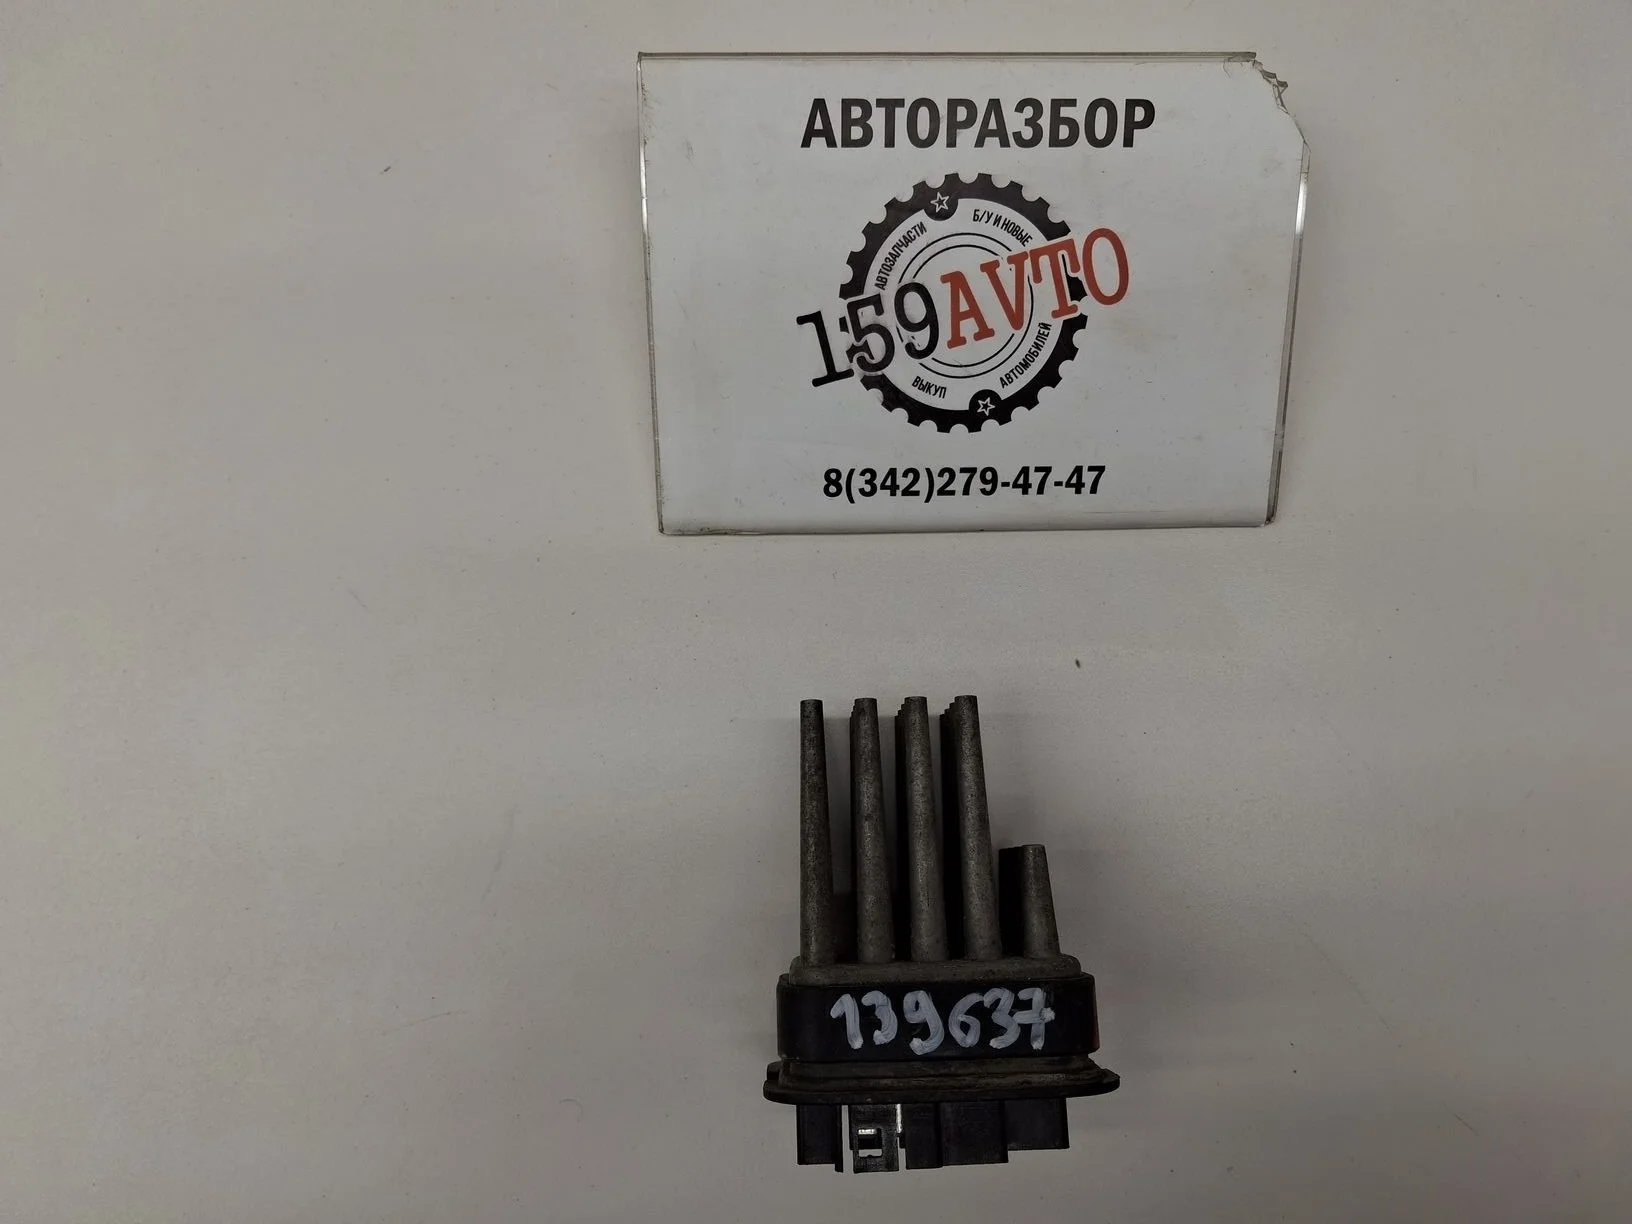 АВТОРАЗБОР
АВТОЗАПЧАСТИ
Б/У И НОВЫЕ
159AVTO
ВЫКУП
АВТОМОБИЛЕЙ
8(342)279-47-47
139637